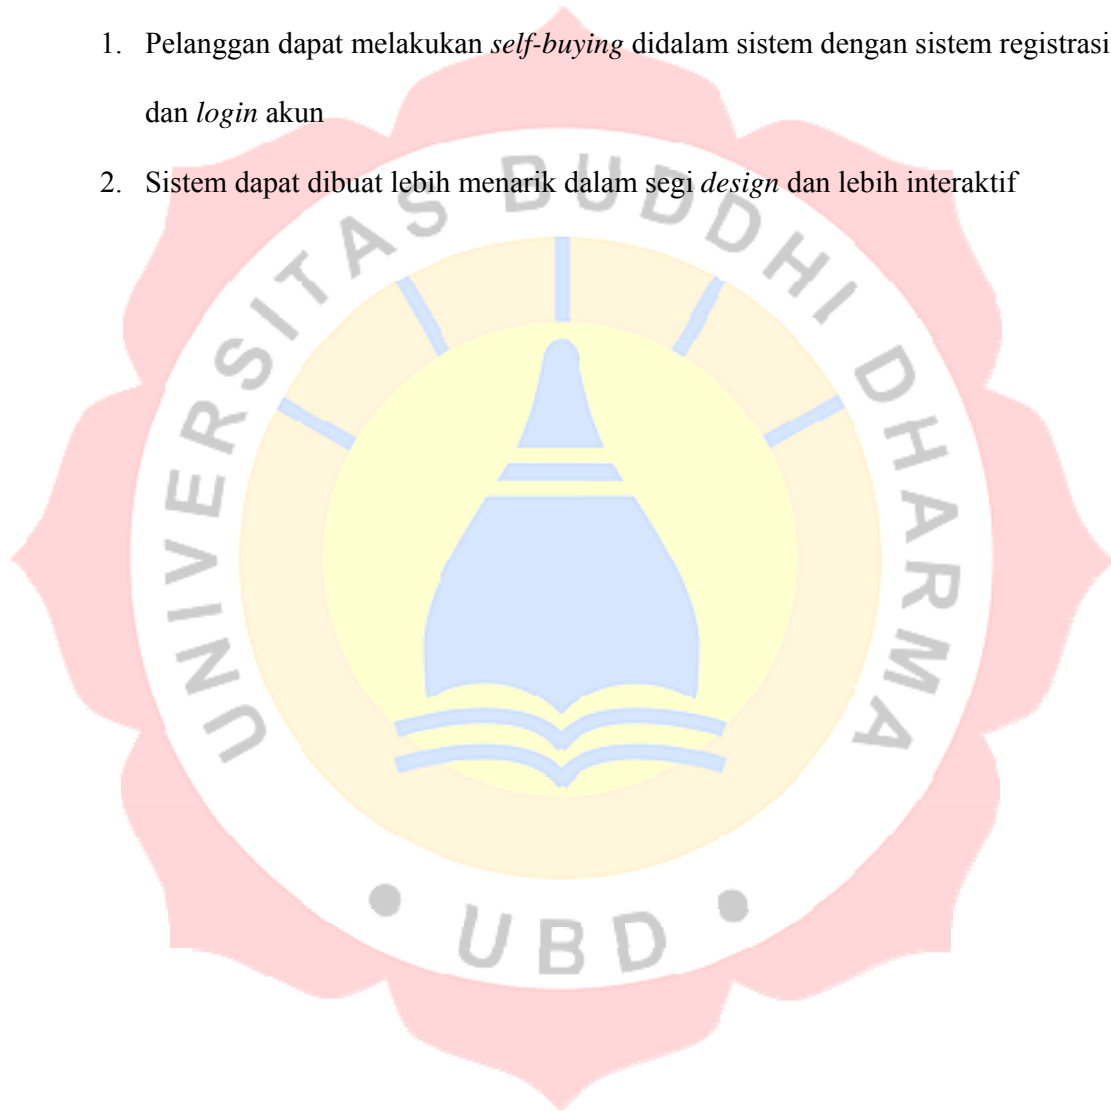 1. Pelanggan dapat melakukan self-buying didalam sistem dengan sistem registrasi
dan login akun
2. Sistem dapat dibuat lebih menarik dalam segi design dan lebih interaktif
UNIVERSITAS BUDDHI DHARMA
• UBD •